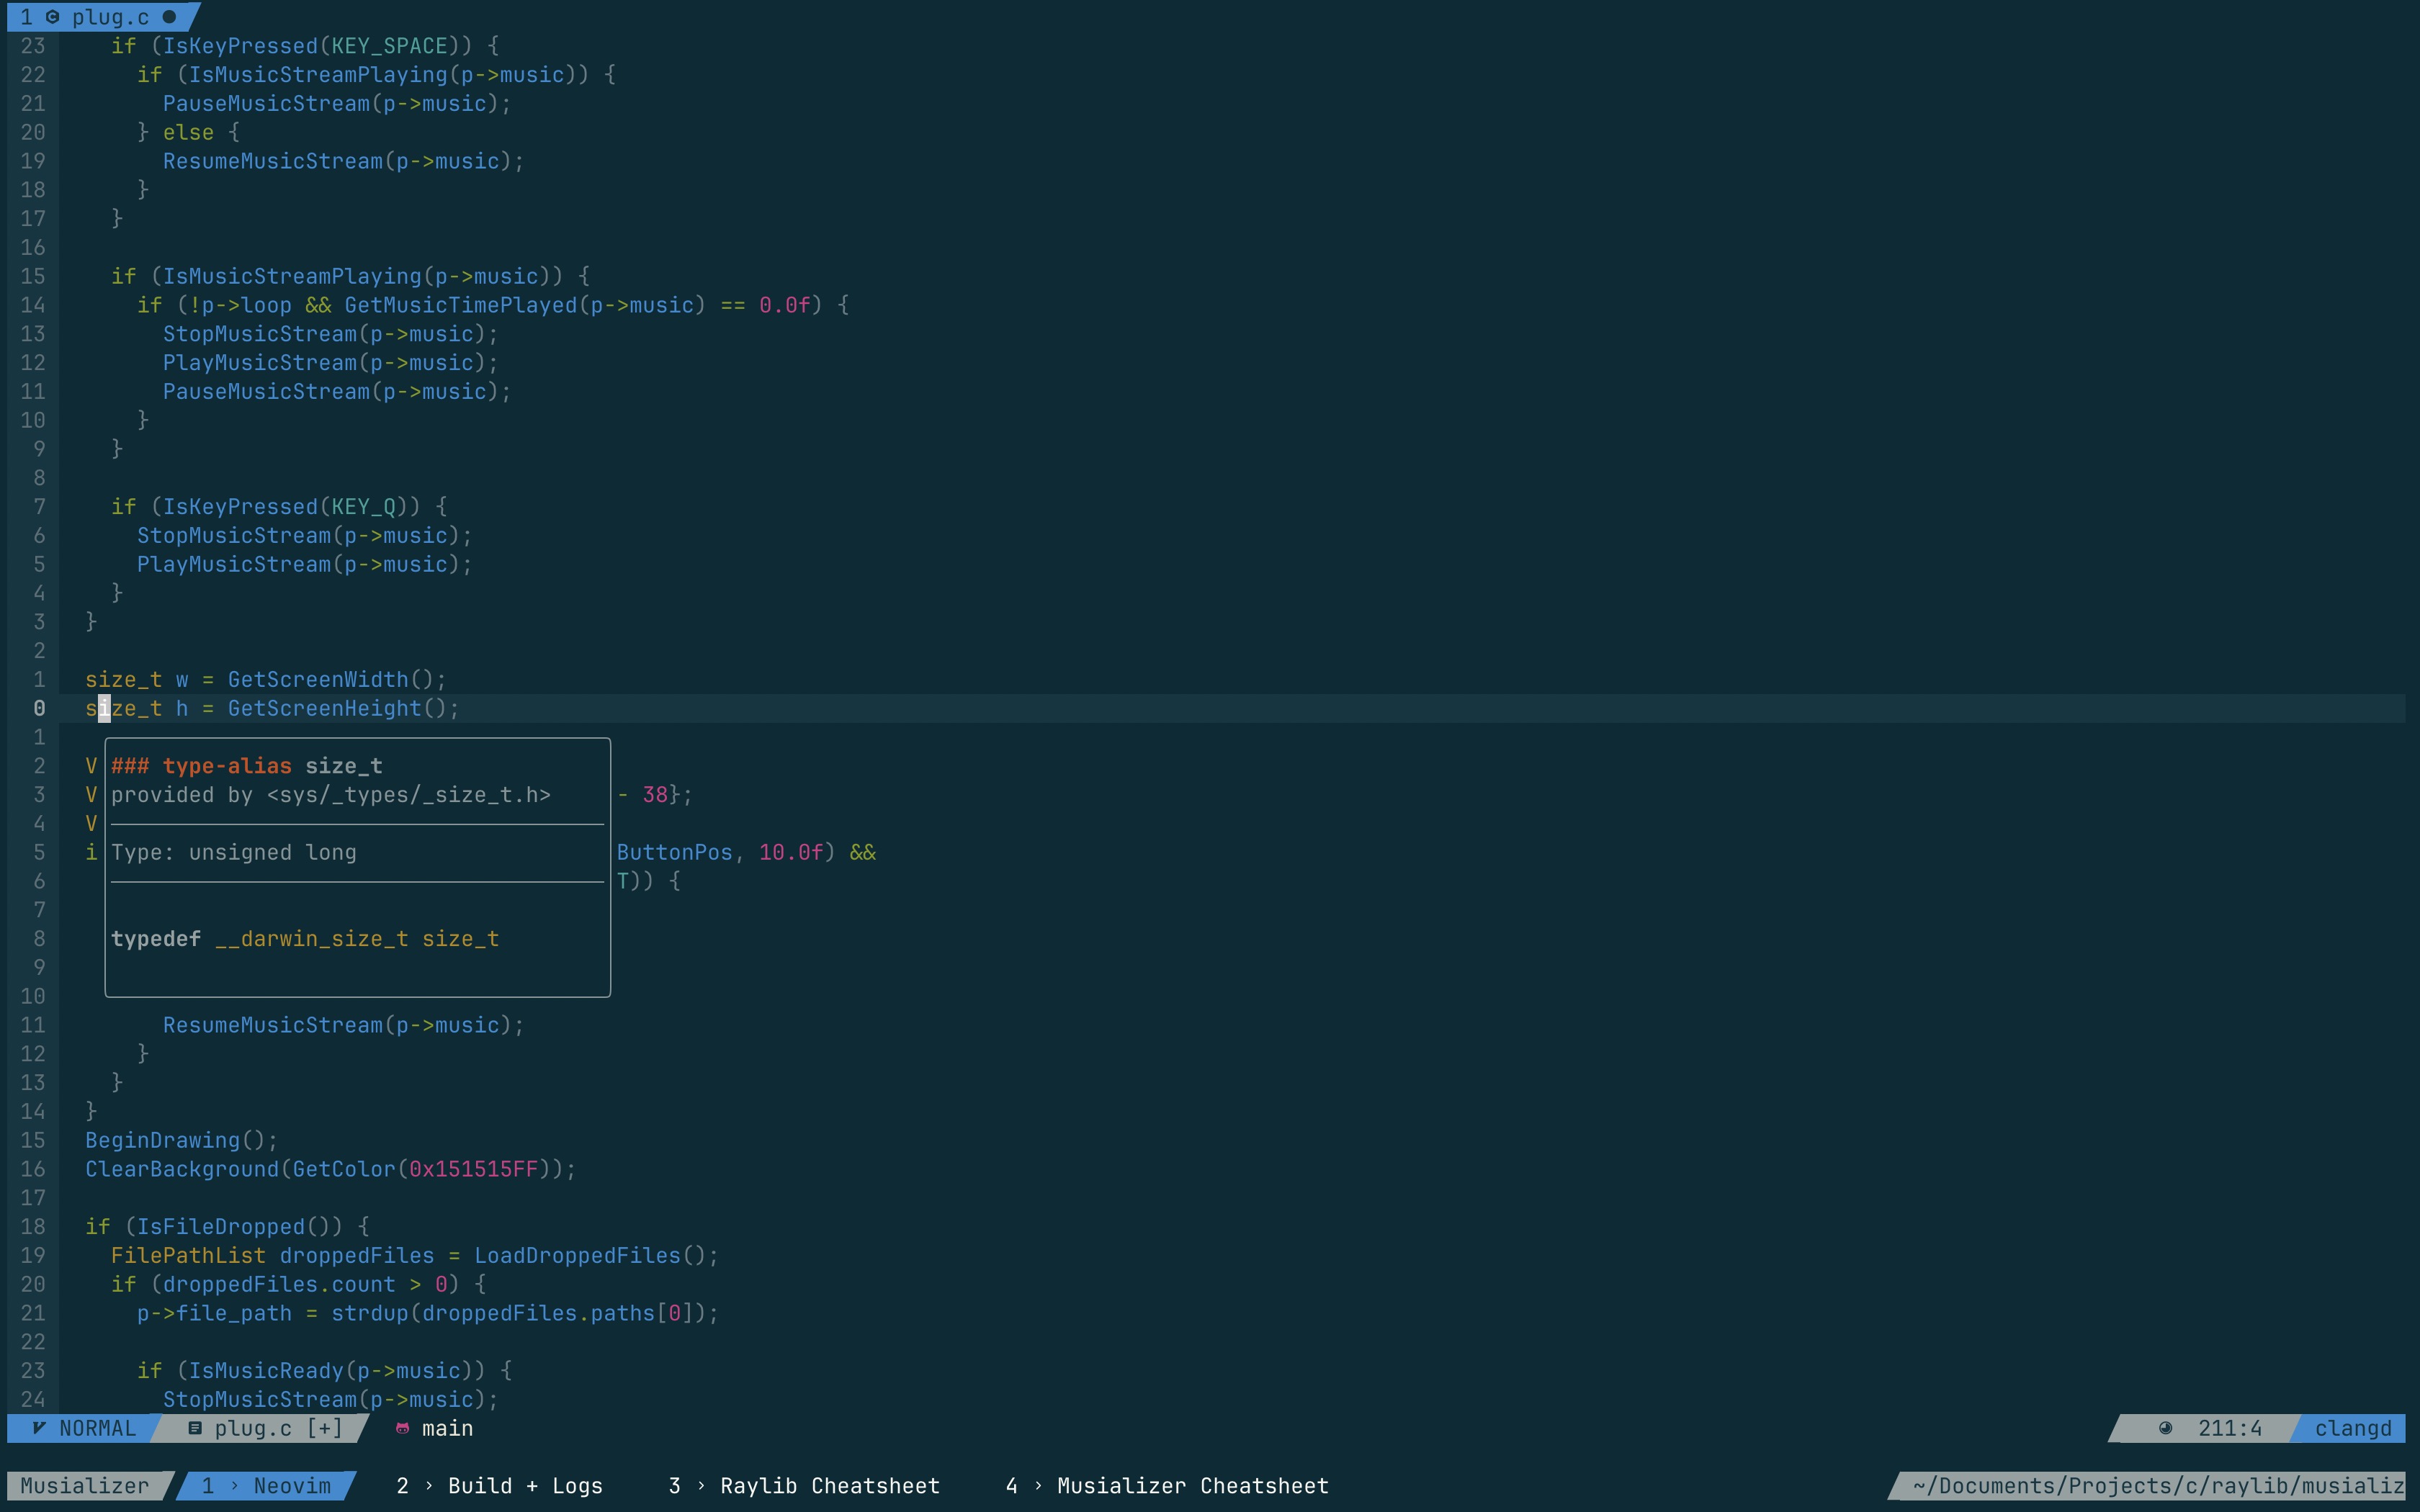 1 plug.c ●
23     if (IsKeyPressed(KEY_SPACE)) {
22       if (IsMusicStreamPlaying(p->music)) {
21         PauseMusicStream(p->music);
20       } else {
19         ResumeMusicStream(p->music);
18       }
17     }
16
15     if (IsMusicStreamPlaying(p->music)) {
14       if (!p->loop && GetMusicTimePlayed(p->music) == 0.0f) {
13         StopMusicStream(p->music);
12         PlayMusicStream(p->music);
11         PauseMusicStream(p->music);
10       }
9     }
8
7     if (IsKeyPressed(KEY_Q)) {
6       StopMusicStream(p->music);
5       PlayMusicStream(p->music);
4     }
3   }
2
1   size_t w = GetScreenWidth();
0   size_t h = GetScreenHeight();
1
2   V ### type-alias size_t
3   V provided by <sys/_types/_size_t.h> - 38};
4   V
5   i Type: unsigned long ButtonPos, 10.0f) &&
6   T)) {
7
8   typedef __darwin_size_t size_t
9
10
11         ResumeMusicStream(p->music);
12       }
13     }
14   }
15   BeginDrawing();
16   ClearBackground(GetColor(0x151515FF));
17
18   if (IsFileDropped()) {
19     FilePathList droppedFiles = LoadDroppedFiles();
20     if (droppedFiles.count > 0) {
21       p->file_path = strdup(droppedFiles.paths[0]);
22
23       if (IsMusicReady(p->music)) {
24         StopMusicStream(p->music);
NORMAL plug.c [+] main 211:4 clangd
Musializer 1 › Neovim 2 › Build + Logs 3 › Raylib Cheatsheet 4 › Musializer Cheatsheet ~/Documents/Projects/c/raylib/musializ